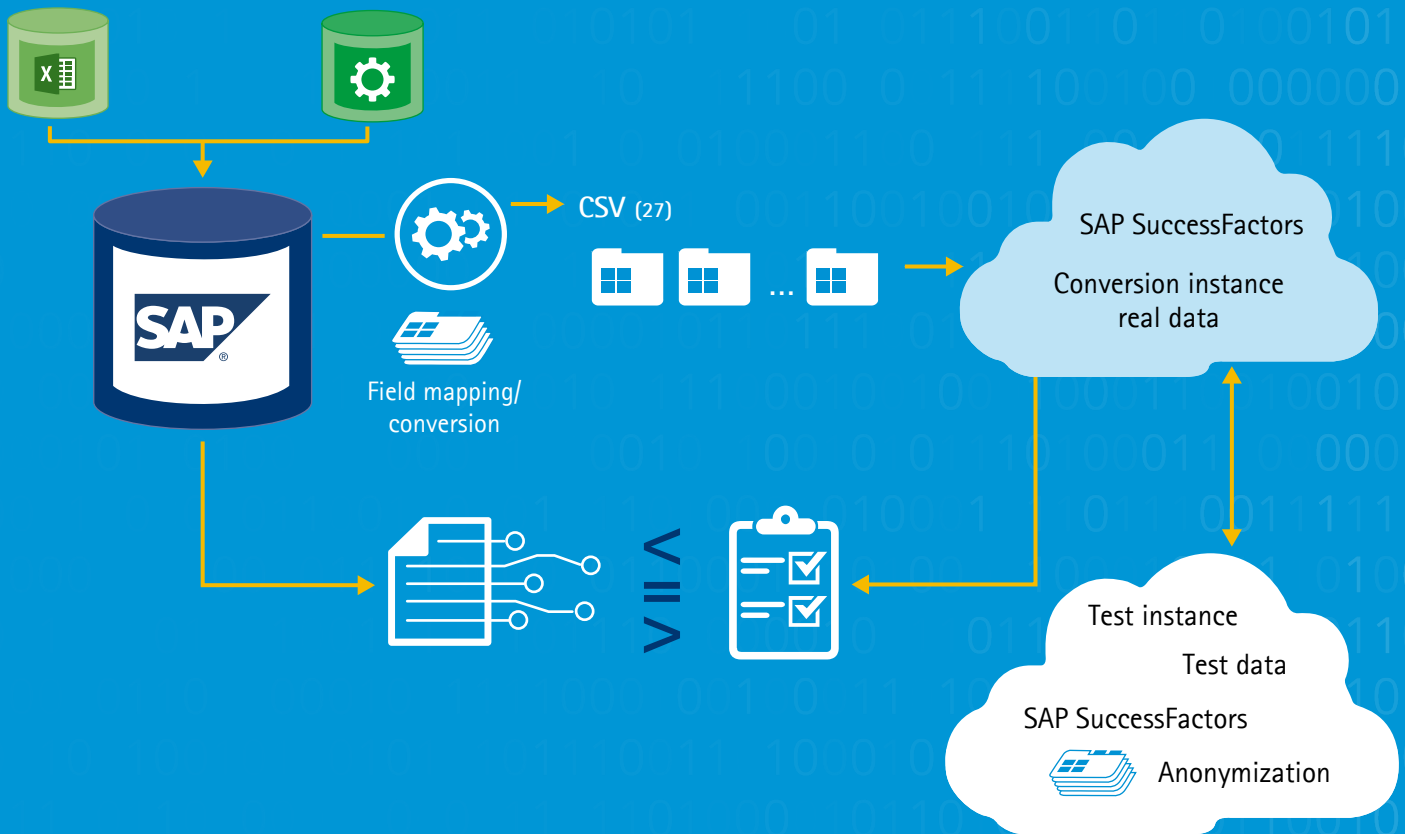 X
CSV (27)
SAP
®
...
Field mapping/
conversion
SAP SuccessFactors
Conversion instance
real data
< = >
Test instance
Test data
SAP SuccessFactors
Anonymization